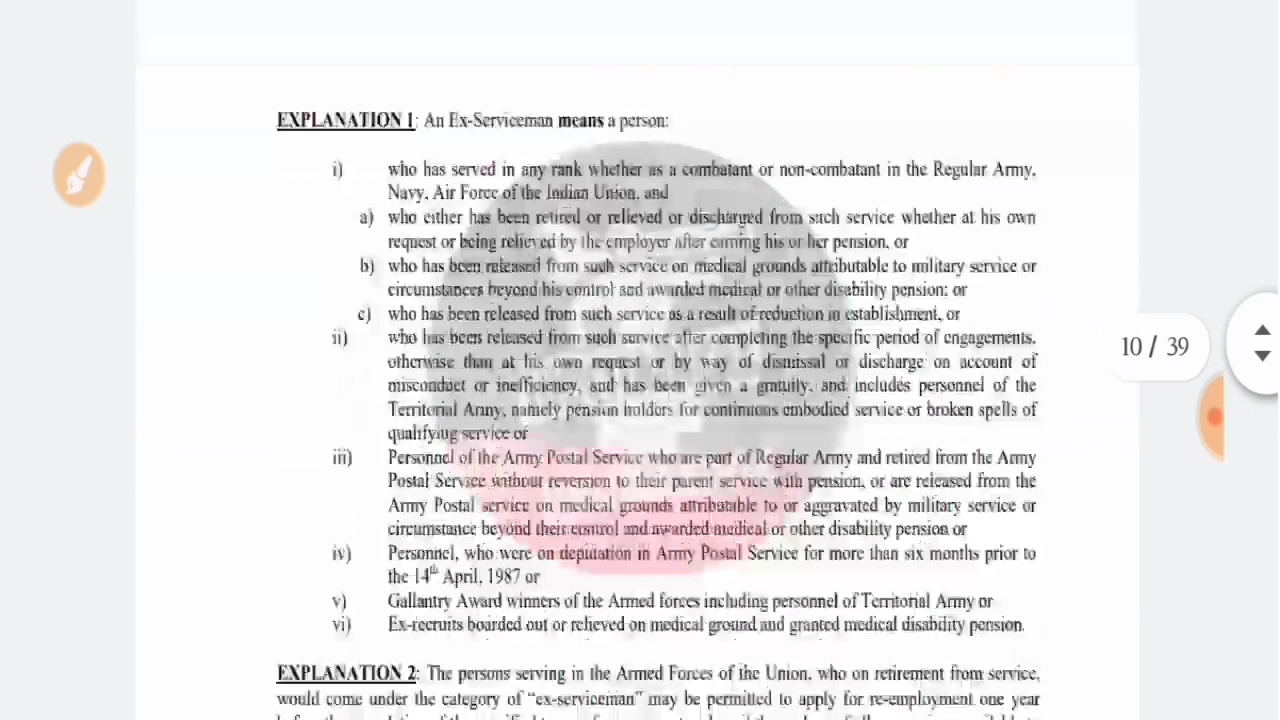 EXPLANATION 1: An Ex-Serviceman means a person:
i) who has served in any rank whether as a combatant or non-combatant in the Regular Army,
Navy, Air Force of the Indian Union, and
a) who either has been retired or relieved or discharged from such service whether at his own
request or being relieved by the employer after earning his or her pension, or
b) who has been released from such service on medical grounds attributable to military service or
circumstances beyond his control and awarded medical or other disability pension; or
c) who has been released from such service as a result of reduction in establishment, or
ii) who has been released from such service after completing the specific period of engagements,
otherwise than at his own request or by way of dismissal or discharge on account of
misconduct or inefficiency, and has been given a gratuity, and includes personnel of the
Territorial Army, namely pension holders for continuous embodied service or broken spells of
qualifying service or
10 / 39
iii) Personnel of the Army Postal Service who are part of Regular Army and retired from the Army
Postal Service without reversion to their parent service with pension, or are released from the
Army Postal service on medical grounds attributable to or aggravated by military service or
circumstance beyond their control and awarded medical or other disability pension or
iv) Personnel, who were on deputation in Army Postal Service for more than six months prior to
the 14th April, 1987 or
v) Gallantry Award winners of the Armed forces including personnel of Territorial Army or
vi) Ex-recruits boarded out or relieved on medical ground and granted medical disability pension.
EXPLANATION 2: The persons serving in the Armed Forces of the Union, who on retirement from service,
would come under the category of "ex-serviceman" may be permitted to apply for re-employment one year